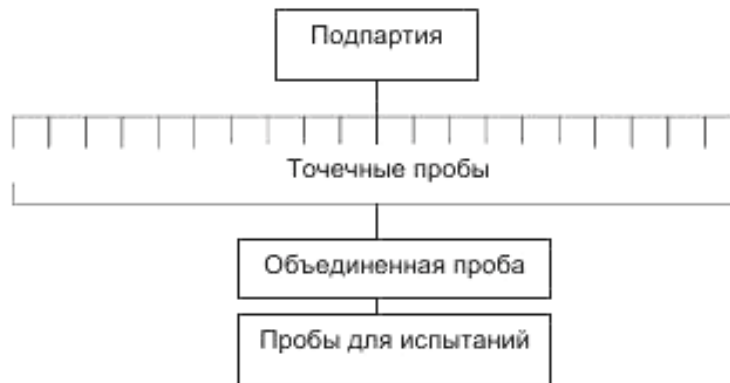 Подпартия
Точечные пробы
Объединенная проба
Пробы для испытаний